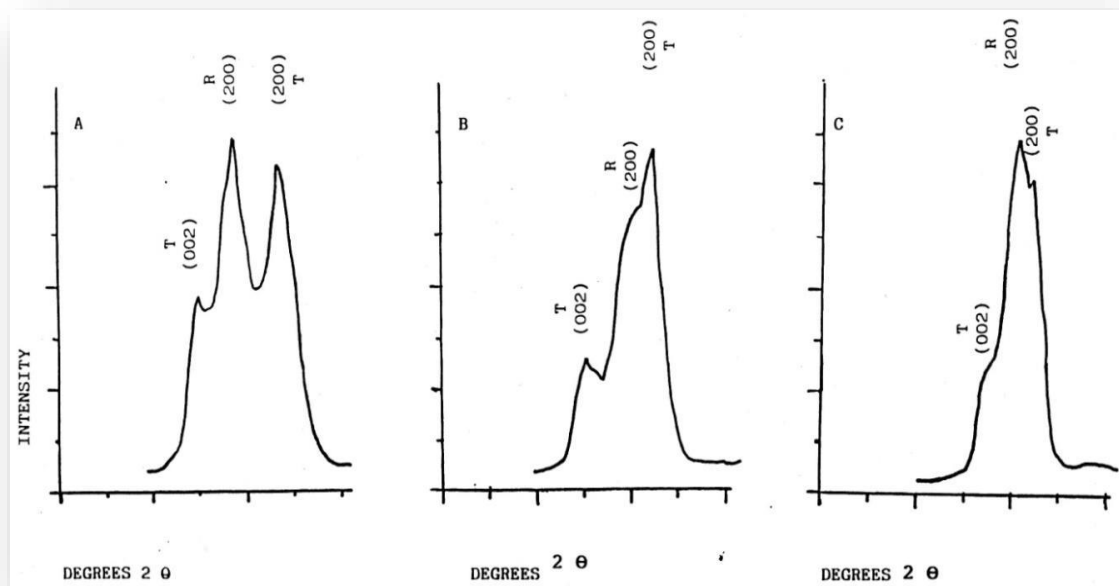 A
T
(002)
R
(200)
(200)
T
INTENSITY
DEGREES 2 θ
B
T
(002)
R
(200)
(200)
T
DEGREES 2 θ
C
T
(002)
R
(200)
(200)
T
DEGREES 2 θ